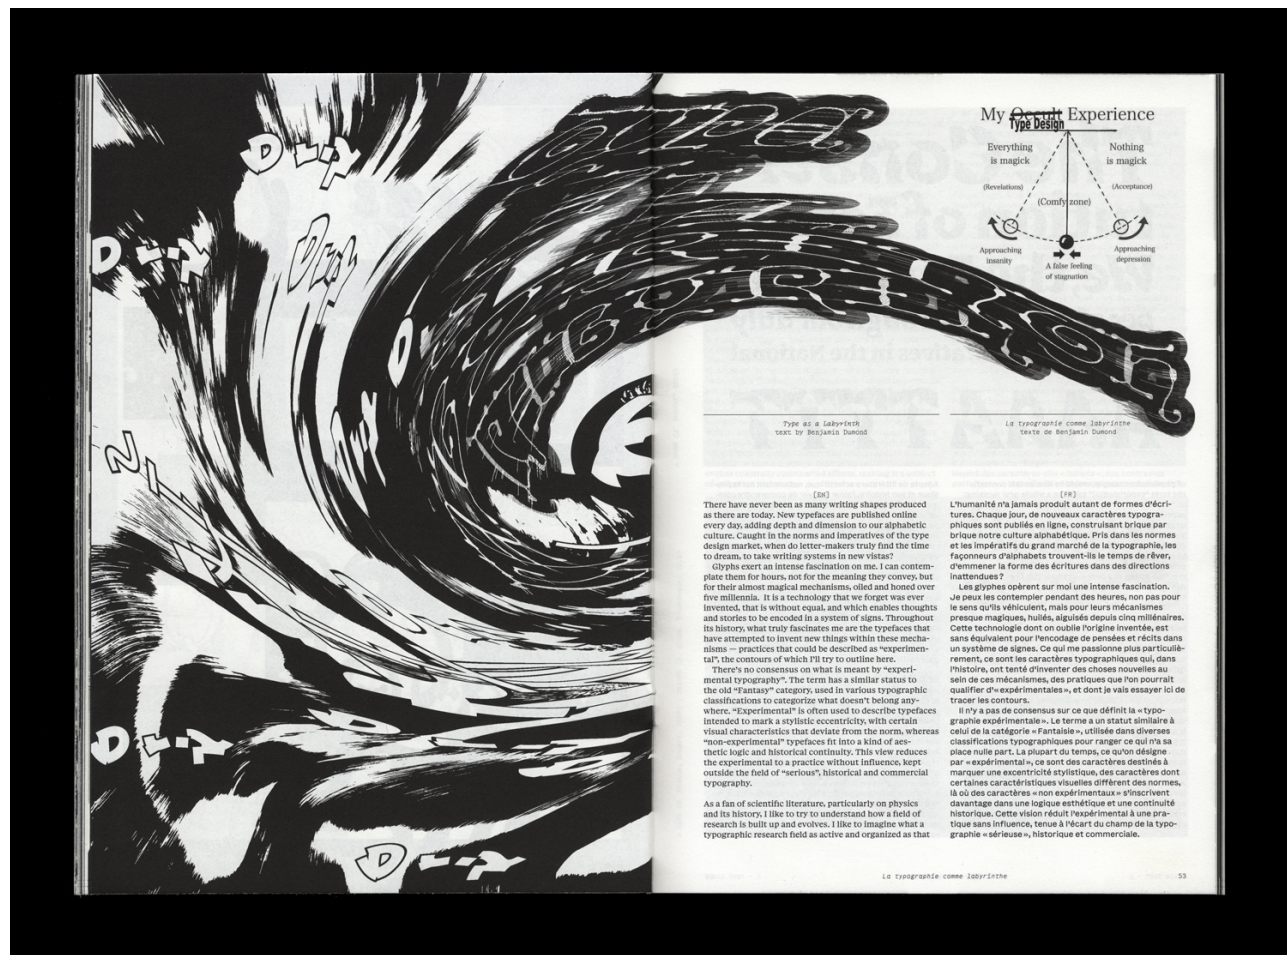 My Occult Experience
Type Design
Everything
is magick
Nothing
is magick
(Revelations)
(Acceptance)
(Comfy zone)
Approaching
insanity
A false feeling
of stagnation
Approaching
depression
Type as a Labyrinth
text by Benjamin Dumond
La typographie comme labyrinthe
texte de Benjamin Dumond
[EN]
There have never been as many writing shapes produced
as there are today. New typefaces are published online
every day, adding depth and dimension to our alphabetic
culture. Caught in the norms and imperatives of the type
design market, when do letter-makers truly find the time
to dream, to take writing systems in new vistas?
Glyphs exert an intense fascination on me. I can contem-
plate them for hours, not for the meaning they convey, but
for their almost magical mechanisms, oiled and honed over
five millennia. It is a technology that we forget was ever
invented, that is without equal, and which enables thoughts
and stories to be encoded in a system of signs. Throughout
its history, what truly fascinates me are the typefaces that
have attempted to invent new things within these mecha-
nisms — practices that could be described as "experimen-
tal", the contours of which I'll try to outline here.
There's no consensus on what is meant by "experi-
mental typography". The term has a similar status to
the old "Fantasy" category, used in various typographic
classifications to categorize what doesn't belong any-
where. "Experimental" is often used to describe typefaces
intended to mark a stylistic eccentricity, with certain
visual characteristics that deviate from the norm, whereas
"non-experimental" typefaces fit into a kind of aes-
thetic logic and historical continuity. This view reduces
the experimental to a practice without influence, kept
outside the field of "serious", historical and commercial
typography.
As a fan of scientific literature, particularly on physics
and its history, I like to try to understand how a field of
research is built up and evolves. I like to imagine what a
typographic research field as active and organized as that
[FR]
L'humanité n'a jamais produit autant de formes d'écri-
tures. Chaque jour, de nouveaux caractères typogra-
phiques sont publiés en ligne, construisant brique par
brique notre culture alphabétique. Pris dans les normes
et les impératifs du grand marché de la typographie, les
façonneurs d'alphabets trouvent-ils le temps de rêver,
d'emmener la forme des écritures dans des directions
inattendues ?
Les glyphes opèrent sur moi une intense fascination.
Je peux les contempler pendant des heures, non pas pour
le sens qu'ils véhiculent, mais pour leurs mécanismes
presque magiques, huilés, aiguisés depuis cinq millénaires.
Cette technologie dont on oublie l'origine inventée, est
sans équivalent pour l'encodage de pensées et récits dans
un système de signes. Ce qui me passionne plus particuliè-
rement, ce sont les caractères typographiques qui, dans
l'histoire, ont tenté d'inventer des choses nouvelles au
sein de ces mécanismes, des pratiques que l'on pourrait
qualifier d'« expérimentales », et dont je vais essayer ici de
tracer les contours.
Il n'y a pas de consensus sur ce que définit la « typo-
graphie expérimentale ». Le terme a un statut similaire à
celui de la catégorie « Fantaisie », utilisée dans diverses
classifications typographiques pour ranger ce qui n'a sa
place nulle part. La plupart du temps, ce qu'on désigne
par « expérimental », ce sont des caractères destinés à
marquer une excentricité stylistique, des caractères dont
certaines caractéristiques visuelles diffèrent des normes,
là où des caractères « non expérimentaux » s'inscrivent
davantage dans une logique esthétique et une continuité
historique. Cette vision réduit l'expérimental à une pra-
tique sans influence, tenue à l'écart du champ de la typo-
graphie « sérieuse », historique et commerciale.
La typographie comme labyrinthe
53